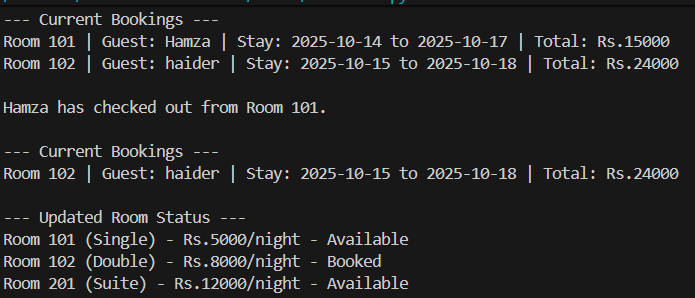 --- Current Bookings ---
Room 101 | Guest: Hamza | Stay: 2025-10-14 to 2025-10-17 | Total: Rs.15000
Room 102 | Guest: haider | Stay: 2025-10-15 to 2025-10-18 | Total: Rs.24000
Hamza has checked out from Room 101.
--- Current Bookings ---
Room 102 | Guest: haider | Stay: 2025-10-15 to 2025-10-18 | Total: Rs.24000
--- Updated Room Status ---
Room 101 (Single) - Rs.5000/night - Available
Room 102 (Double) - Rs.8000/night - Booked
Room 201 (Suite) - Rs.12000/night - Available